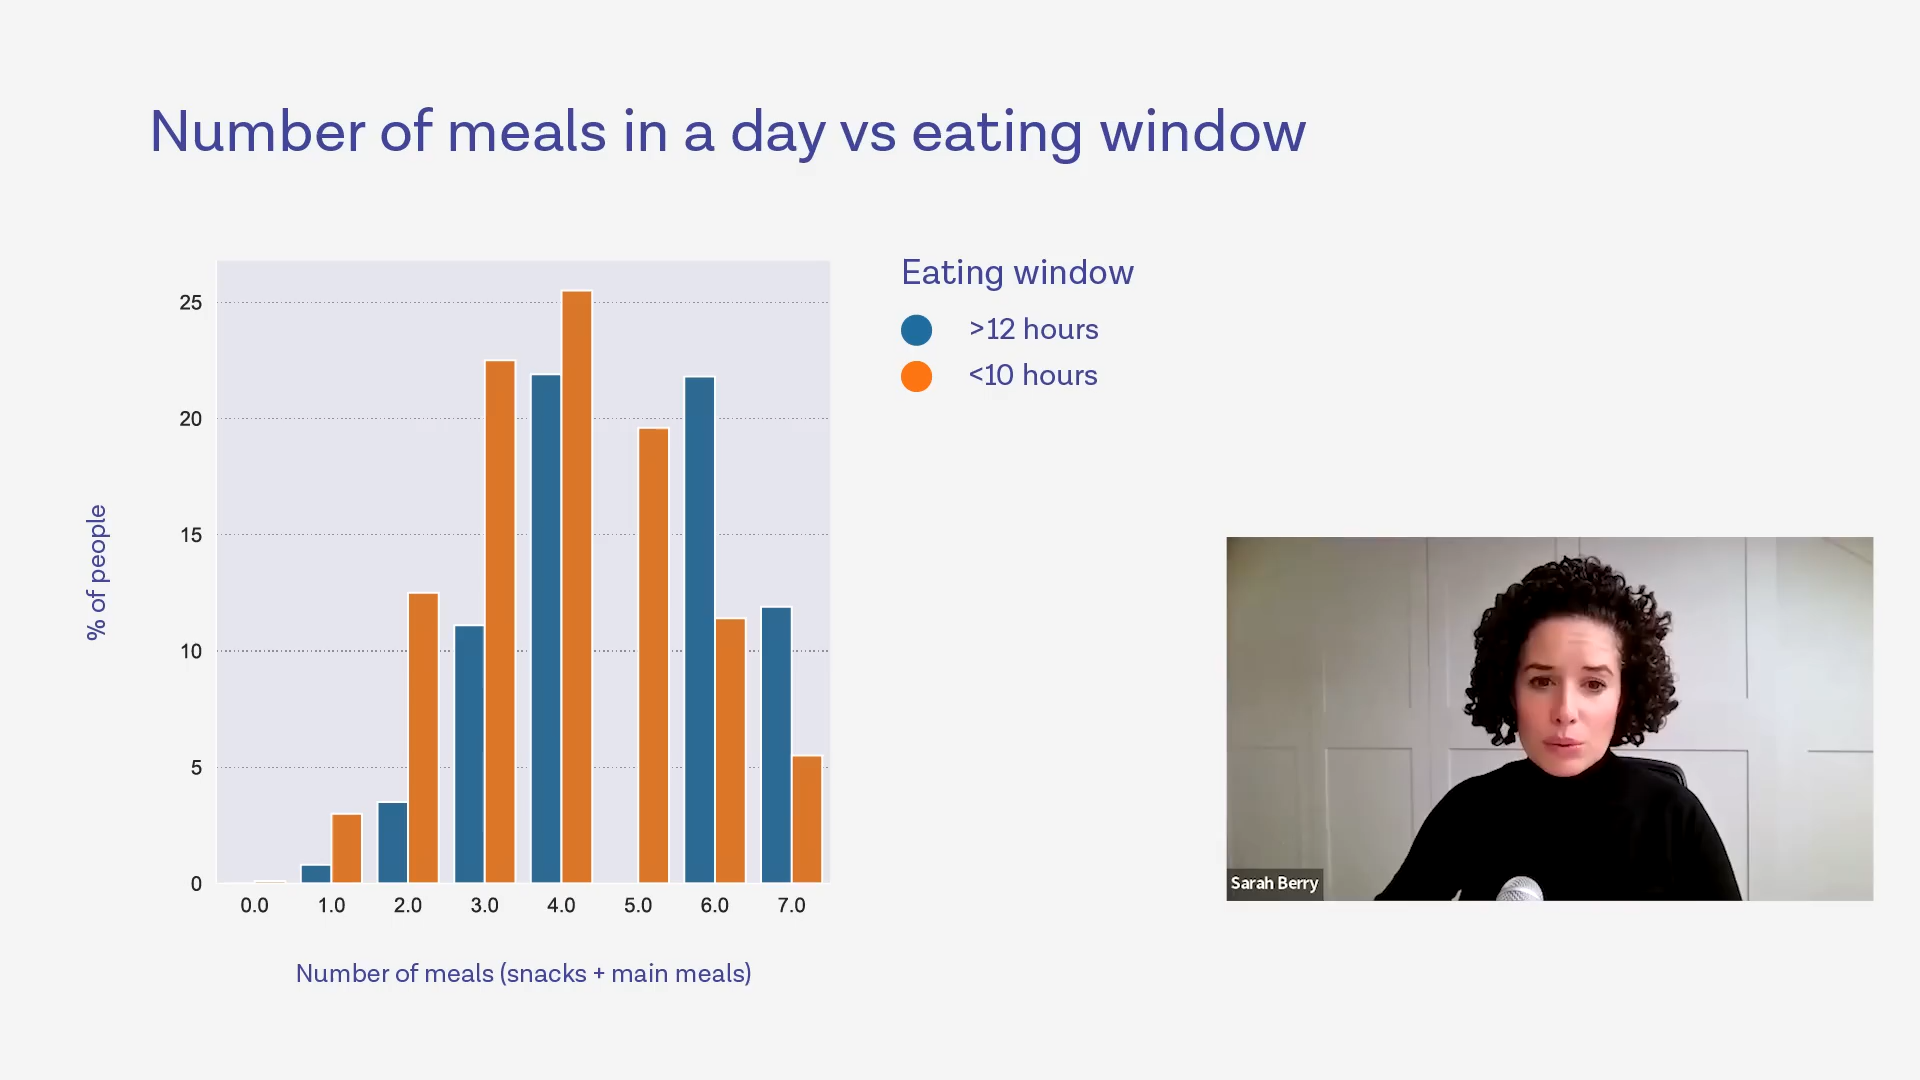 Number of meals in a day vs eating window
Eating window
>12 hours
<10 hours
% of people
25
20
15
10
5
0
0.0 1.0 2.0 3.0 4.0 5.0 6.0 7.0
Number of meals (snacks + main meals)
Sarah Berry